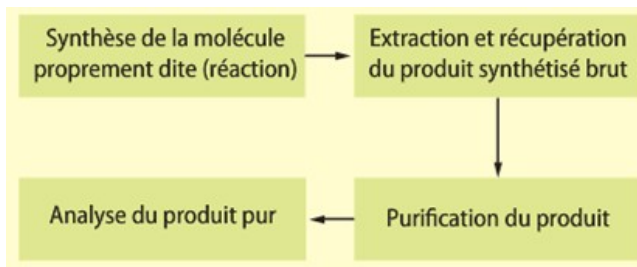 Synthèse de la molécule
proprement dite (réaction)
Extraction et récupération
du produit synthétisé brut
Purification du produit
Analyse du produit pur